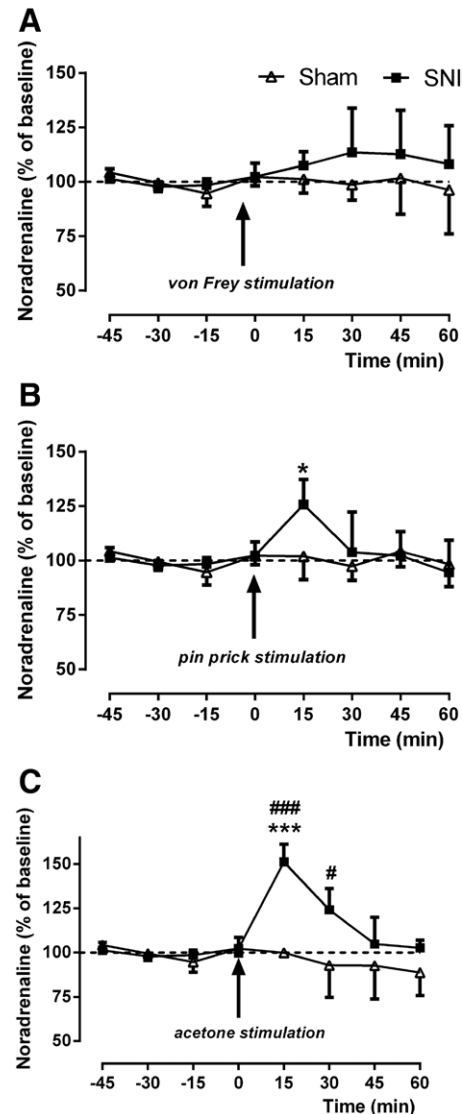 A
Sham SNI
Noradrenaline (% of baseline)
150
125
100
75
50
von Frey stimulation
-45 -30 -15 0 15 30 45 60
Time (min)
B
Noradrenaline (% of baseline)
150
125
100
75
50
*
pin prick stimulation
-45 -30 -15 0 15 30 45 60
Time (min)
C
Noradrenaline (% of baseline)
150
125
100
75
50
###
***
#
acetone stimulation
-45 -30 -15 0 15 30 45 60
Time (min)